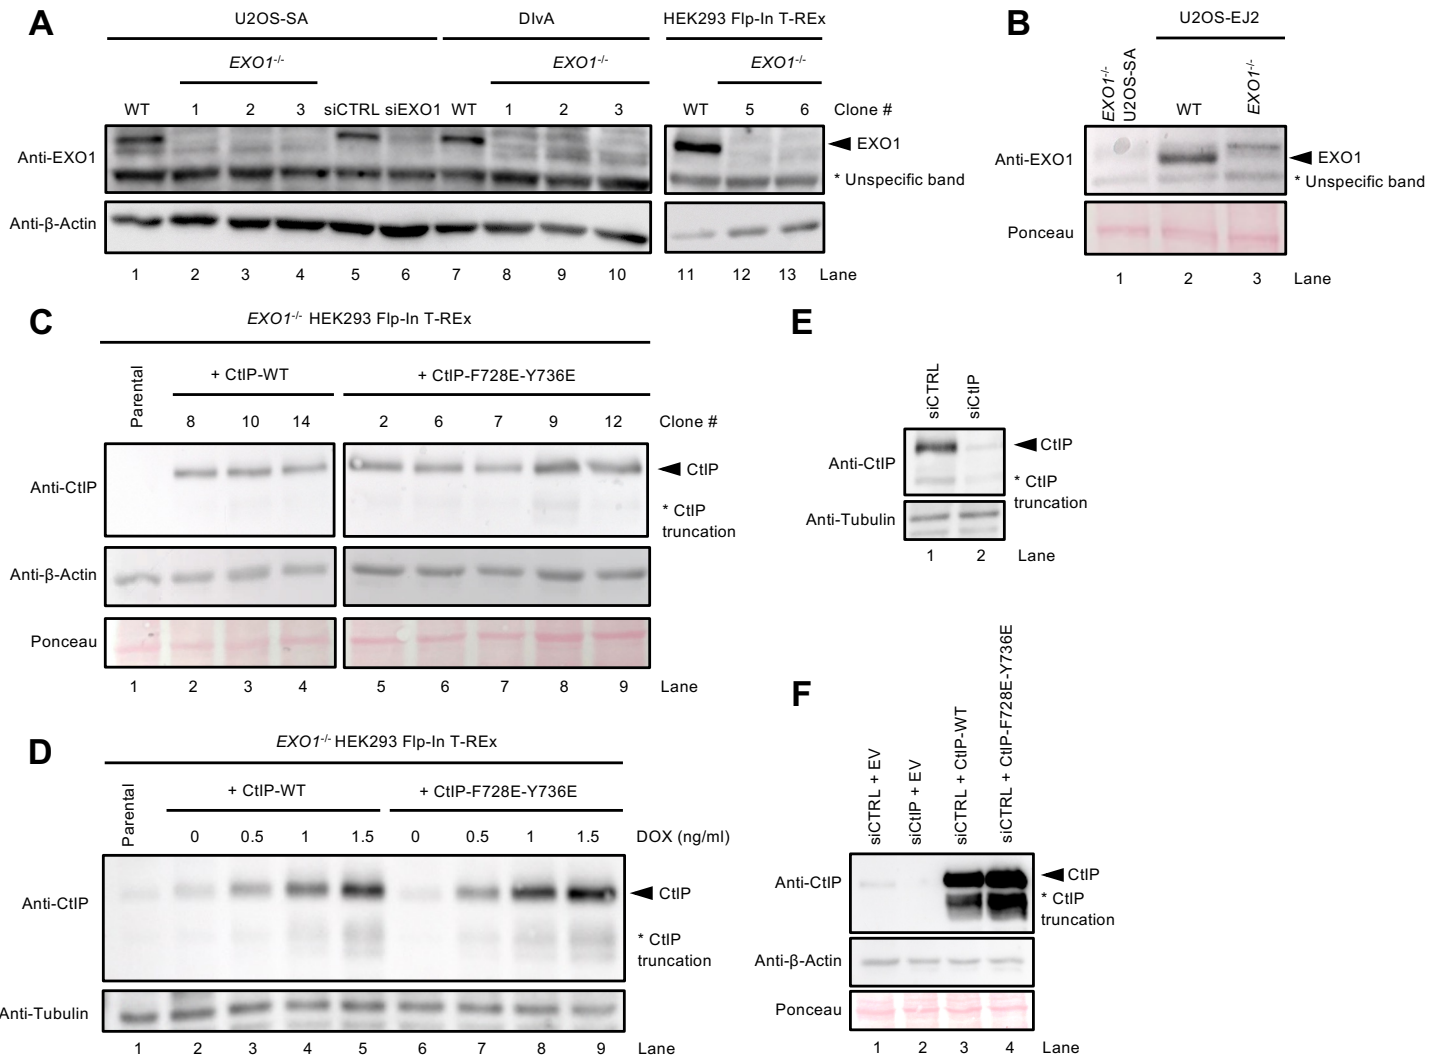 A
U2OS-SA
DIvA
HEK293 Flp-In T-REx
EXO1-/-
EXO1-/-
EXO1-/-
WT 1 2 3 siCTRL siEXO1 WT 1 2 3 WT 5 6 Clone #
Anti-EXO1
EXO1
* Unspecific band
Anti-β-Actin
1 2 3 4 5 6 7 8 9 10 11 12 13 Lane
B
U2OS-EJ2
EXO1-/-
U2OS-SA
WT
EXO1-/-
Anti-EXO1
EXO1
* Unspecific band
Ponceau
1 2 3 Lane
C
EXO1-/- HEK293 Flp-In T-REx
Parental
+ CtIP-WT
+ CtIP-F728E-Y736E
8 10 14 2 6 7 9 12 Clone #
Anti-CtIP
CtIP
* CtIP
truncation
Anti-β-Actin
Ponceau
1 2 3 4 5 6 7 8 9 Lane
D
EXO1-/- HEK293 Flp-In T-REx
Parental
+ CtIP-WT
+ CtIP-F728E-Y736E
0 0.5 1 1.5 0 0.5 1 1.5 DOX (ng/ml)
Anti-CtIP
CtIP
* CtIP
truncation
Anti-Tubulin
1 2 3 4 5 6 7 8 9 Lane
E
siCTRL
siCtIP
Anti-CtIP
CtIP
* CtIP
truncation
Anti-Tubulin
1 2 Lane
F
siCTRL + EV
siCtIP + EV
siCTRL + CtIP-WT
siCTRL + CtIP-F728E-Y736E
Anti-CtIP
CtIP
* CtIP
truncation
Anti-β-Actin
Ponceau
1 2 3 4 Lane